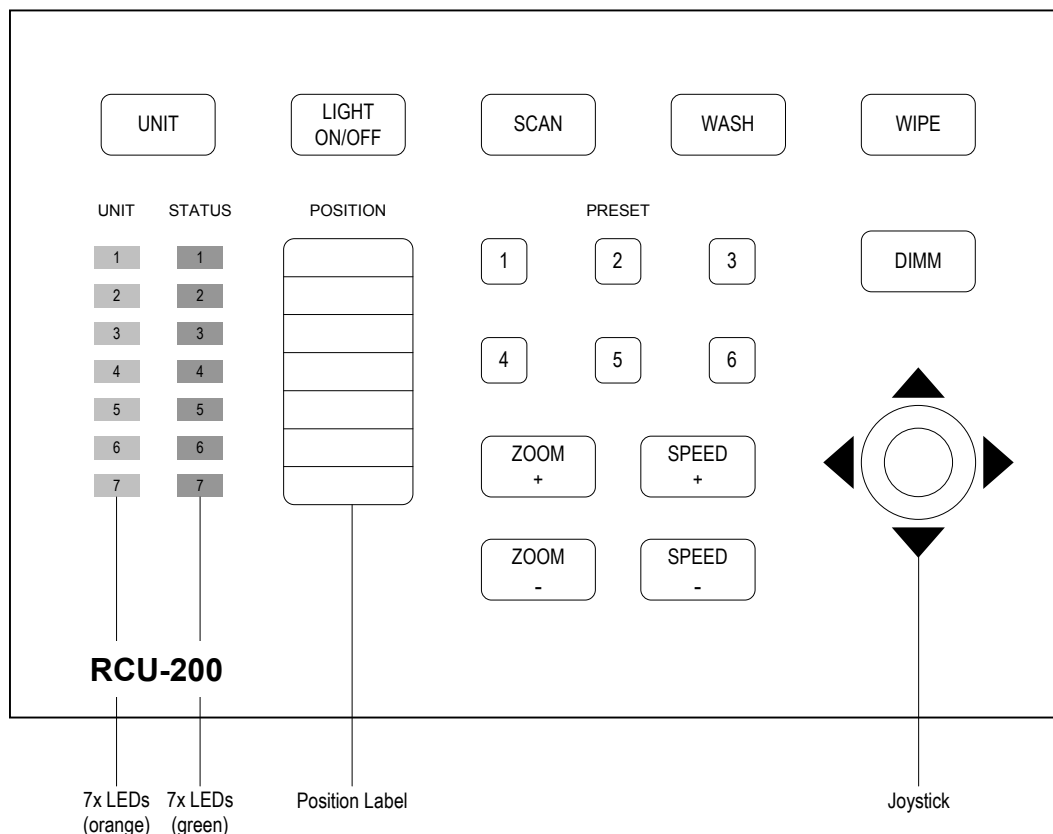 UNIT
LIGHT
ON/OFF
SCAN
WASH
WIPE
UNIT STATUS POSITION PRESET
1 1
2 2
3 3
4 4
5 5
6 6
7 7
1 2 3
DIMM
4 5 6
ZOOM
+
SPEED
+
ZOOM
-
SPEED
-
RCU-200
7x LEDs
(orange)
7x LEDs
(green)
Position Label
Joystick